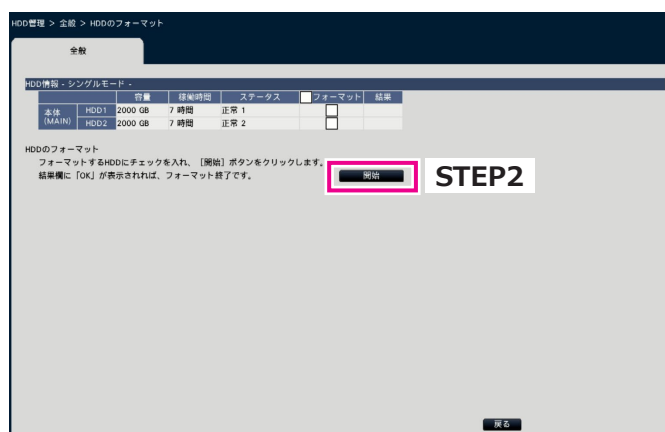 HDD管理 > 全般 > HDDのフォーマット
全般
HDD情報 - シングルモード -
容量 稼働時間 ステータス フォーマット 結果
本体 (MAIN) HDD1 2000 GB 7 時間 正常 1
HDD2 2000 GB 7 時間 正常 2
HDDのフォーマット
フォーマットするHDDにチェックを入れ、［開始］ボタンをクリックします。
結果欄に「OK」が表示されれば、フォーマット終了です。
開始 STEP2
戻る